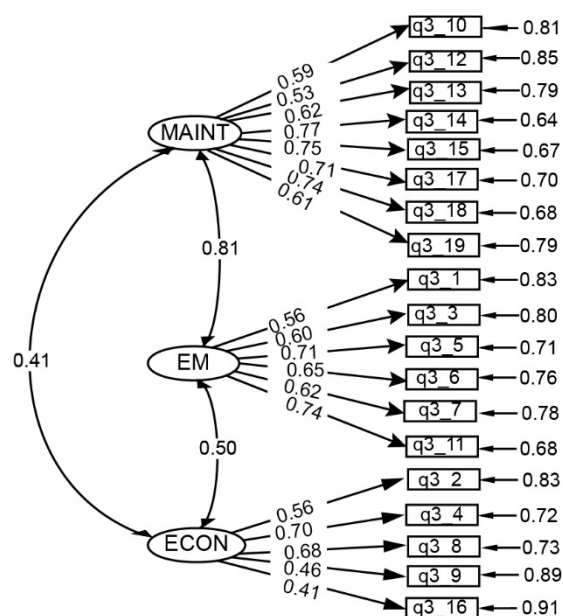 q3_10 0.81
0.59
q3_12 0.85
0.53
q3_13 0.79
0.62
MAINT
q3_14 0.64
0.77
q3_15 0.67
0.75
q3_17 0.70
0.71
q3_18 0.68
0.74
q3_19 0.79
0.61
0.81
q3_1 0.83
0.56
q3_3 0.80
0.60
q3_5 0.71
0.71
EM
q3_6 0.76
0.65
q3_7 0.78
0.62
q3_11 0.68
0.74
0.41
0.50
q3_2 0.83
0.56
q3_4 0.72
0.70
ECON
q3_8 0.73
0.68
q3_9 0.89
0.46
q3_16 0.91
0.41